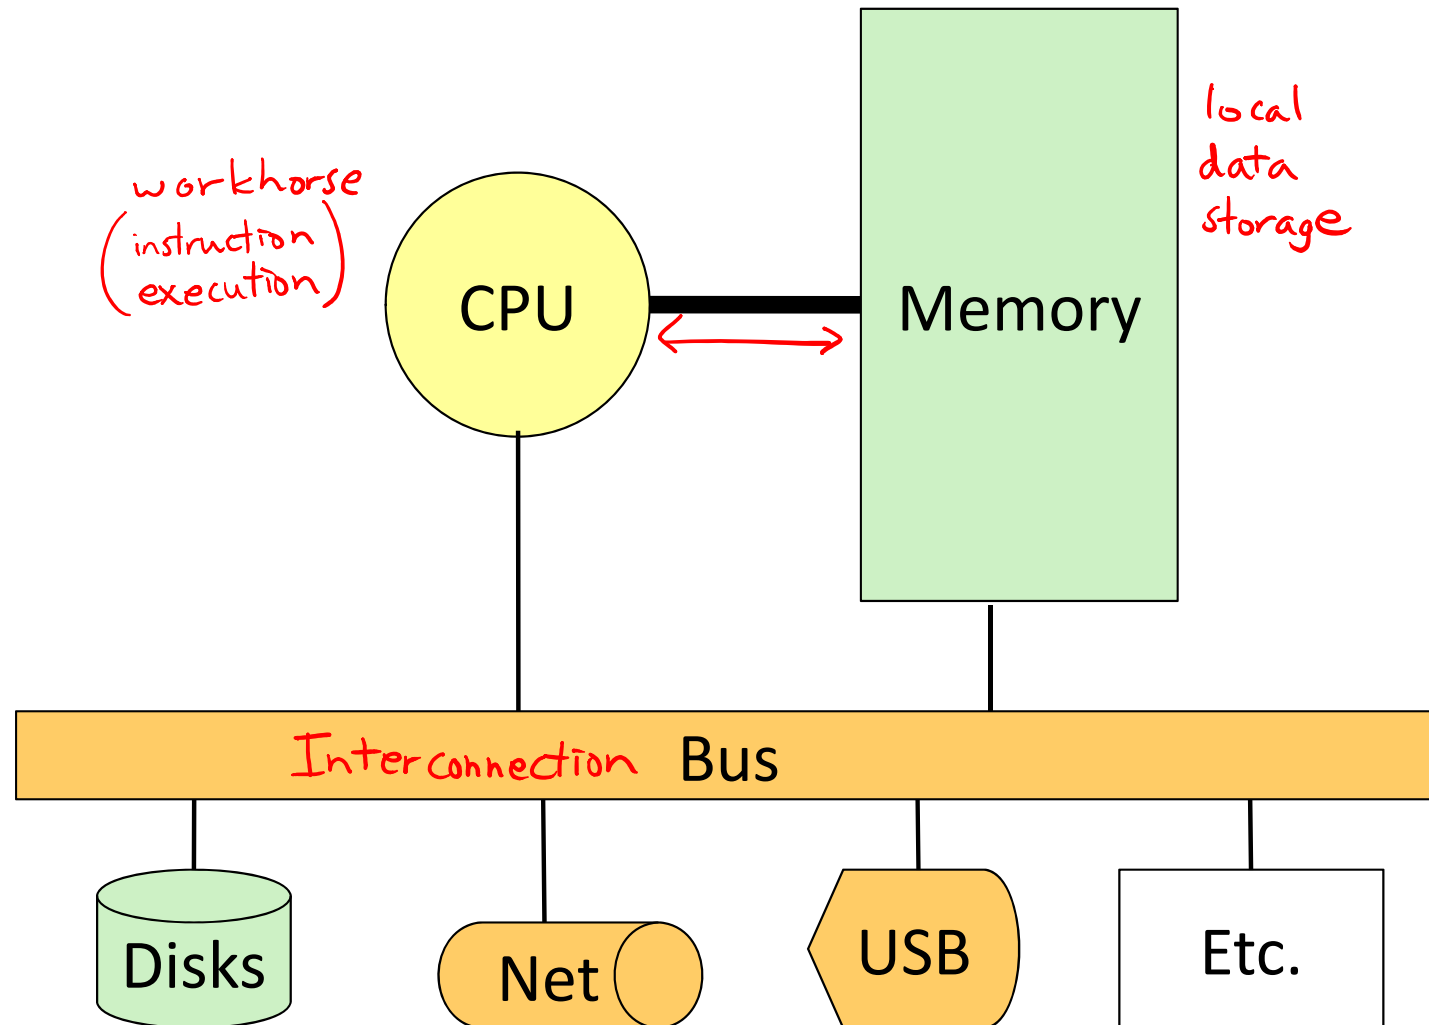 local
data
storage
workhorse
(instruction
execution)
CPU
Memory
Interconnection Bus
Disks
Net
USB
Etc.